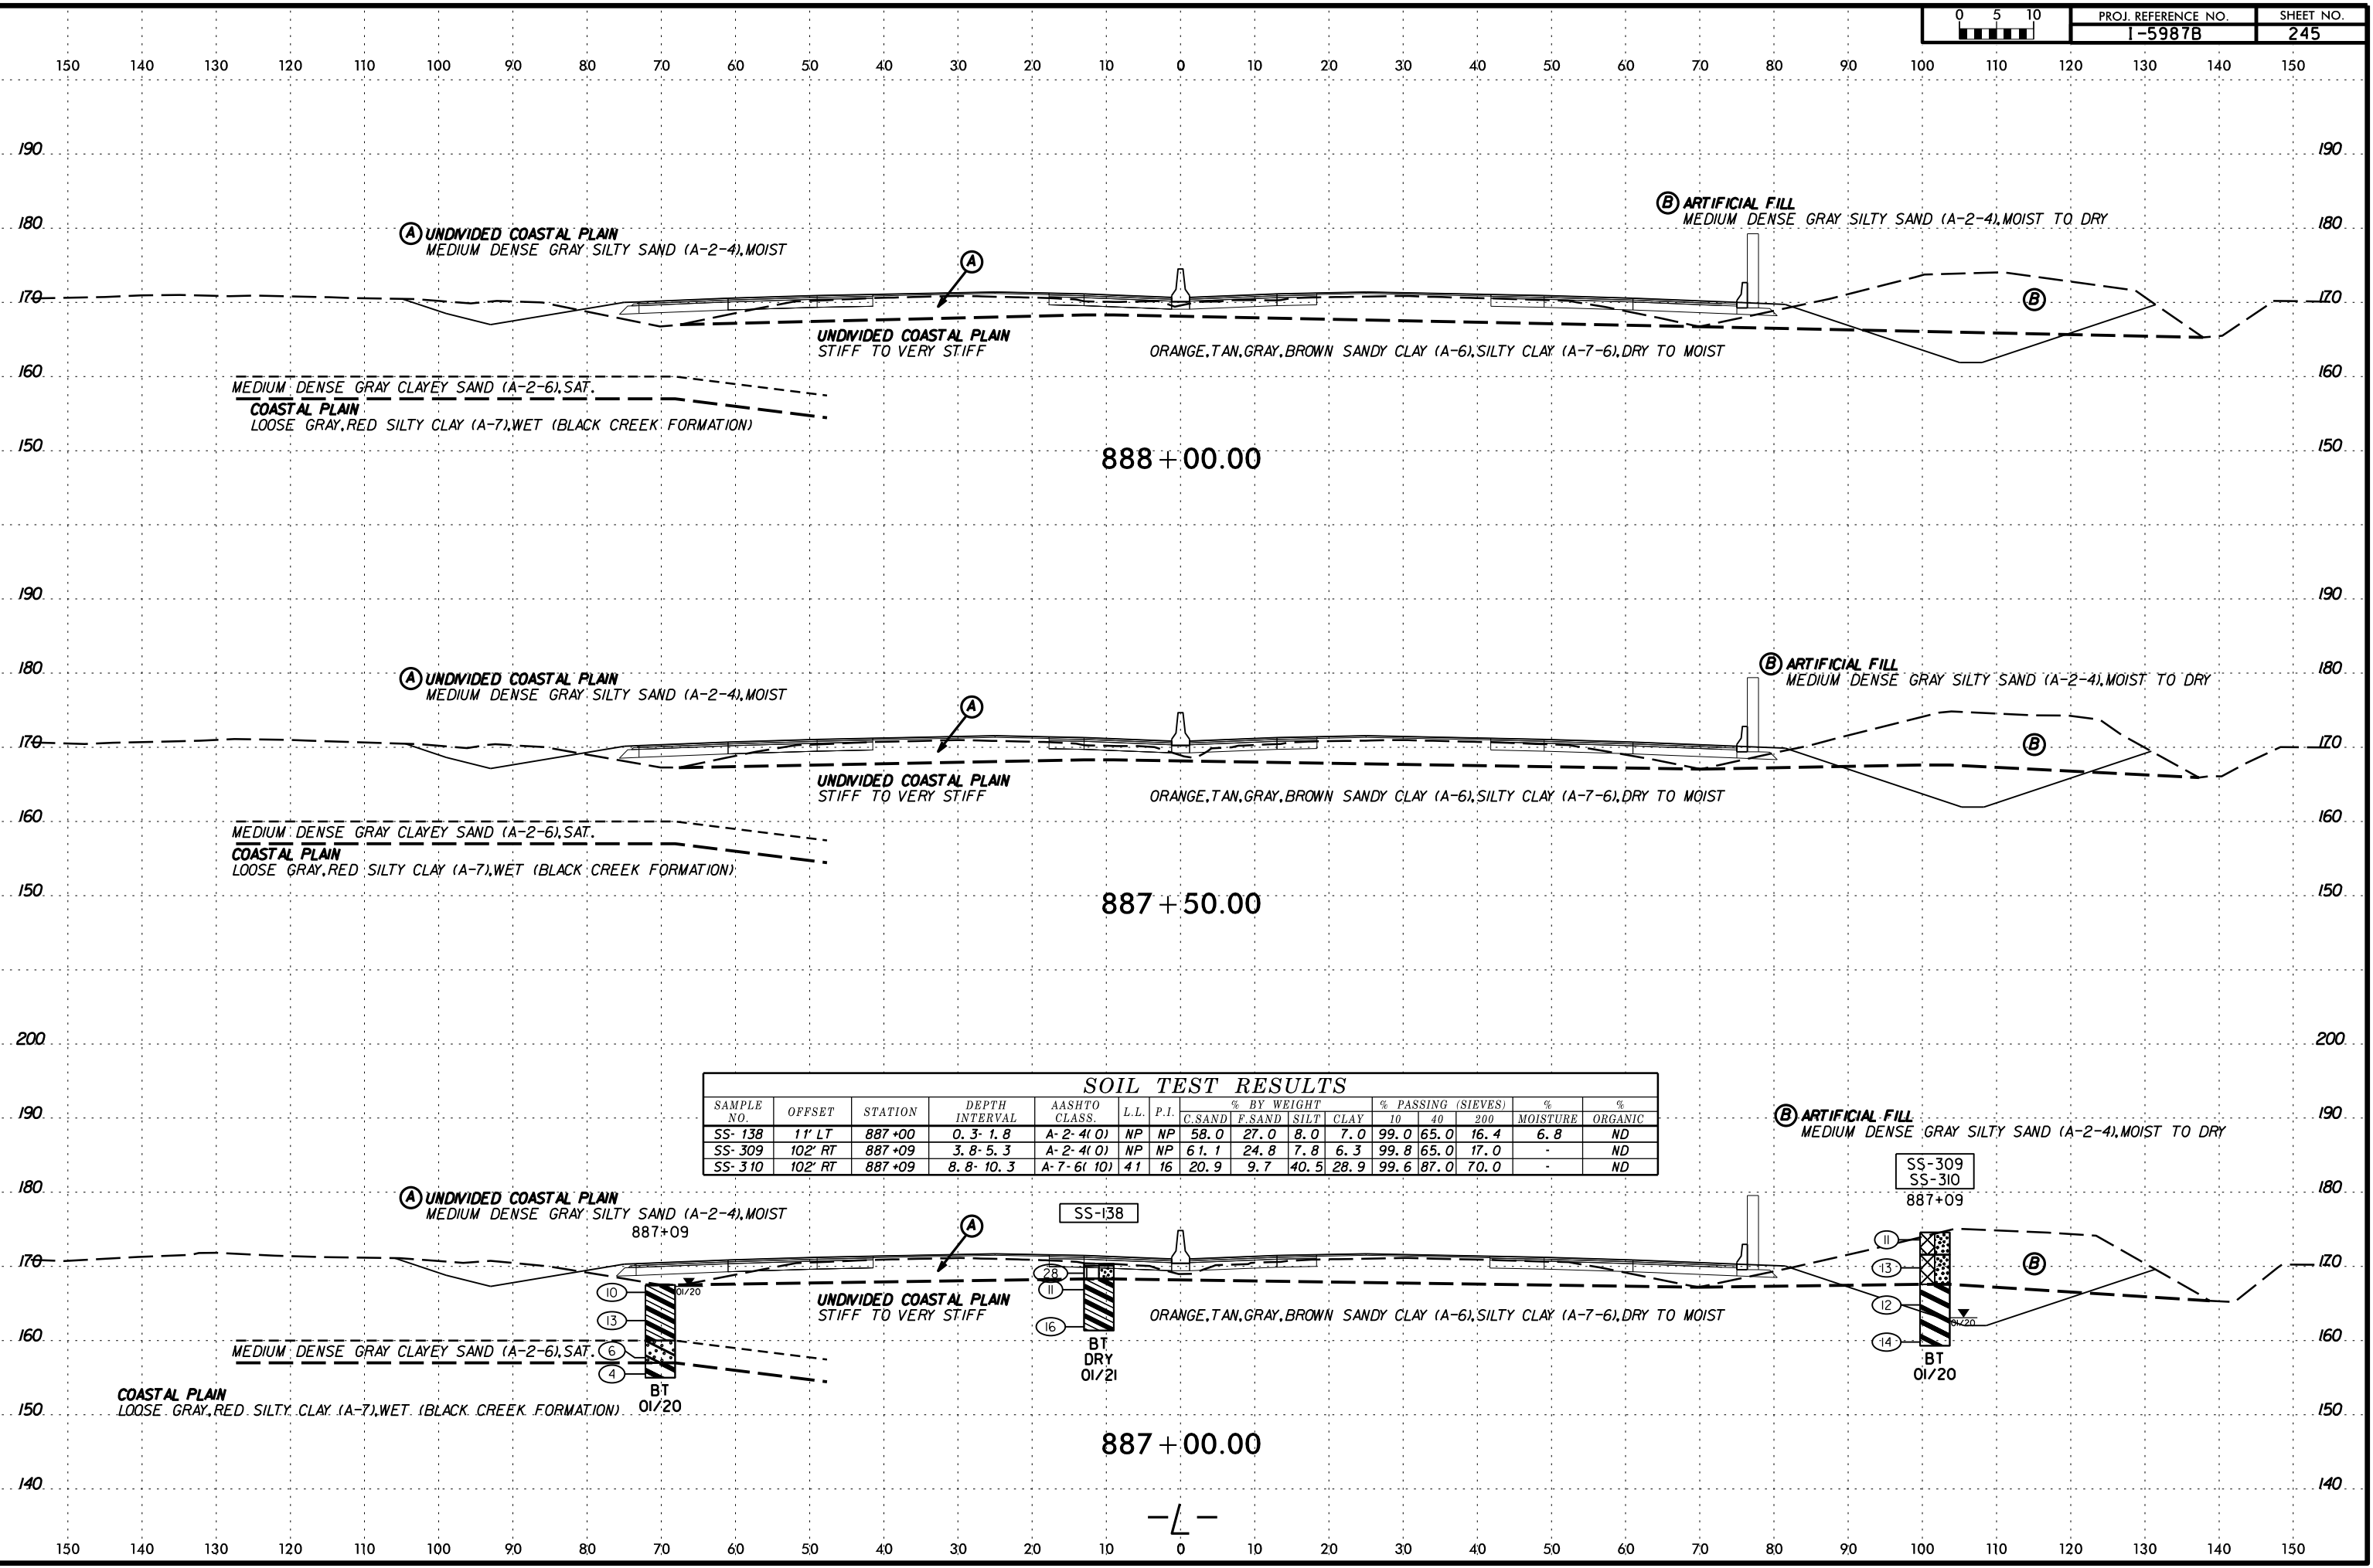 0 5 10 PROJ. REFERENCE NO. SHEET NO.
I-5987B 245
150 140 130 120 110 100 90 80 70 60 50 40 30 20 10 0 10 20 30 40 50 60 70 80 90 100 110 120 130 140 150
190 190
B ARTIFICIAL FILL
MEDIUM DENSE GRAY SILTY SAND (A-2-4),MOIST TO DRY
180 180
A UNDIVIDED COASTAL PLAIN
MEDIUM DENSE GRAY SILTY SAND (A-2-4),MOIST
A
170 B 170
UNDIVIDED COASTAL PLAIN
STIFF TO VERY STIFF ORANGE,TAN,GRAY,BROWN SANDY CLAY (A-6),SILTY CLAY (A-7-6),DRY TO MOIST
160 160
MEDIUM DENSE GRAY CLAYEY SAND (A-2-6),SAT.
COASTAL PLAIN
LOOSE GRAY,RED SILTY CLAY (A-7),WET (BLACK CREEK FORMATION)
150 150
888+00.00
190 190
B ARTIFICIAL FILL
180 180
A UNDIVIDED COASTAL PLAIN MEDIUM DENSE GRAY SILTY SAND (A-2-4),MOIST TO DRY
MEDIUM DENSE GRAY SILTY SAND (A-2-4),MOIST
A
170 B 170
UNDIVIDED COASTAL PLAIN
STIFF TO VERY STIFF ORANGE,TAN,GRAY,BROWN SANDY CLAY (A-6),SILTY CLAY (A-7-6),DRY TO MOIST
160 160
MEDIUM DENSE GRAY CLAYEY SAND (A-2-6),SAT.
COASTAL PLAIN
LOOSE GRAY,RED SILTY CLAY (A-7),WET (BLACK CREEK FORMATION)
150 150
887+50.00
200 200
SOIL TEST RESULTS
SAMPLE NO. OFFSET STATION DEPTH INTERVAL AASHTO CLASS. L.L. P.I. % BY WEIGHT % PASSING (SIEVES) % MOISTURE % ORGANIC
C.SAND F.SAND SILT CLAY 10 40 200
SS-138 11' LT 887+00 0.3-1.8 A-2-4(0) NP NP 58.0 27.0 8.0 7.0 99.0 65.0 16.4 6.8 ND
SS-309 102' RT 887+09 3.8-5.3 A-2-4(0) NP NP 61.1 24.8 7.8 6.3 99.8 65.0 17.0 - ND
SS-310 102' RT 887+09 8.8-10.3 A-7-6(10) 41 16 20.9 9.7 40.5 28.9 99.6 87.0 70.0 - ND
190 190
B ARTIFICIAL FILL
MEDIUM DENSE GRAY SILTY SAND (A-2-4),MOIST TO DRY
SS-309
SS-310
887+09
180 180
A UNDIVIDED COASTAL PLAIN
MEDIUM DENSE GRAY SILTY SAND (A-2-4),MOIST
SS-138
887+09
A
11
170 28 13 B 170
10 01/20 11 12
UNDIVIDED COASTAL PLAIN
STIFF TO VERY STIFF ORANGE,TAN,GRAY,BROWN SANDY CLAY (A-6),SILTY CLAY (A-7-6),DRY TO MOIST
13 16 01/20
160 14 160
MEDIUM DENSE GRAY CLAYEY SAND (A-2-6),SAT. 6
4
BT
DRY
01/21
BT
01/20
BT
01/20
COASTAL PLAIN
LOOSE GRAY,RED SILTY CLAY (A-7),WET (BLACK CREEK FORMATION)
150 150
887+00.00
140 140
-L-
150 140 130 120 110 100 90 80 70 60 50 40 30 20 10 0 10 20 30 40 50 60 70 80 90 100 110 120 130 140 150